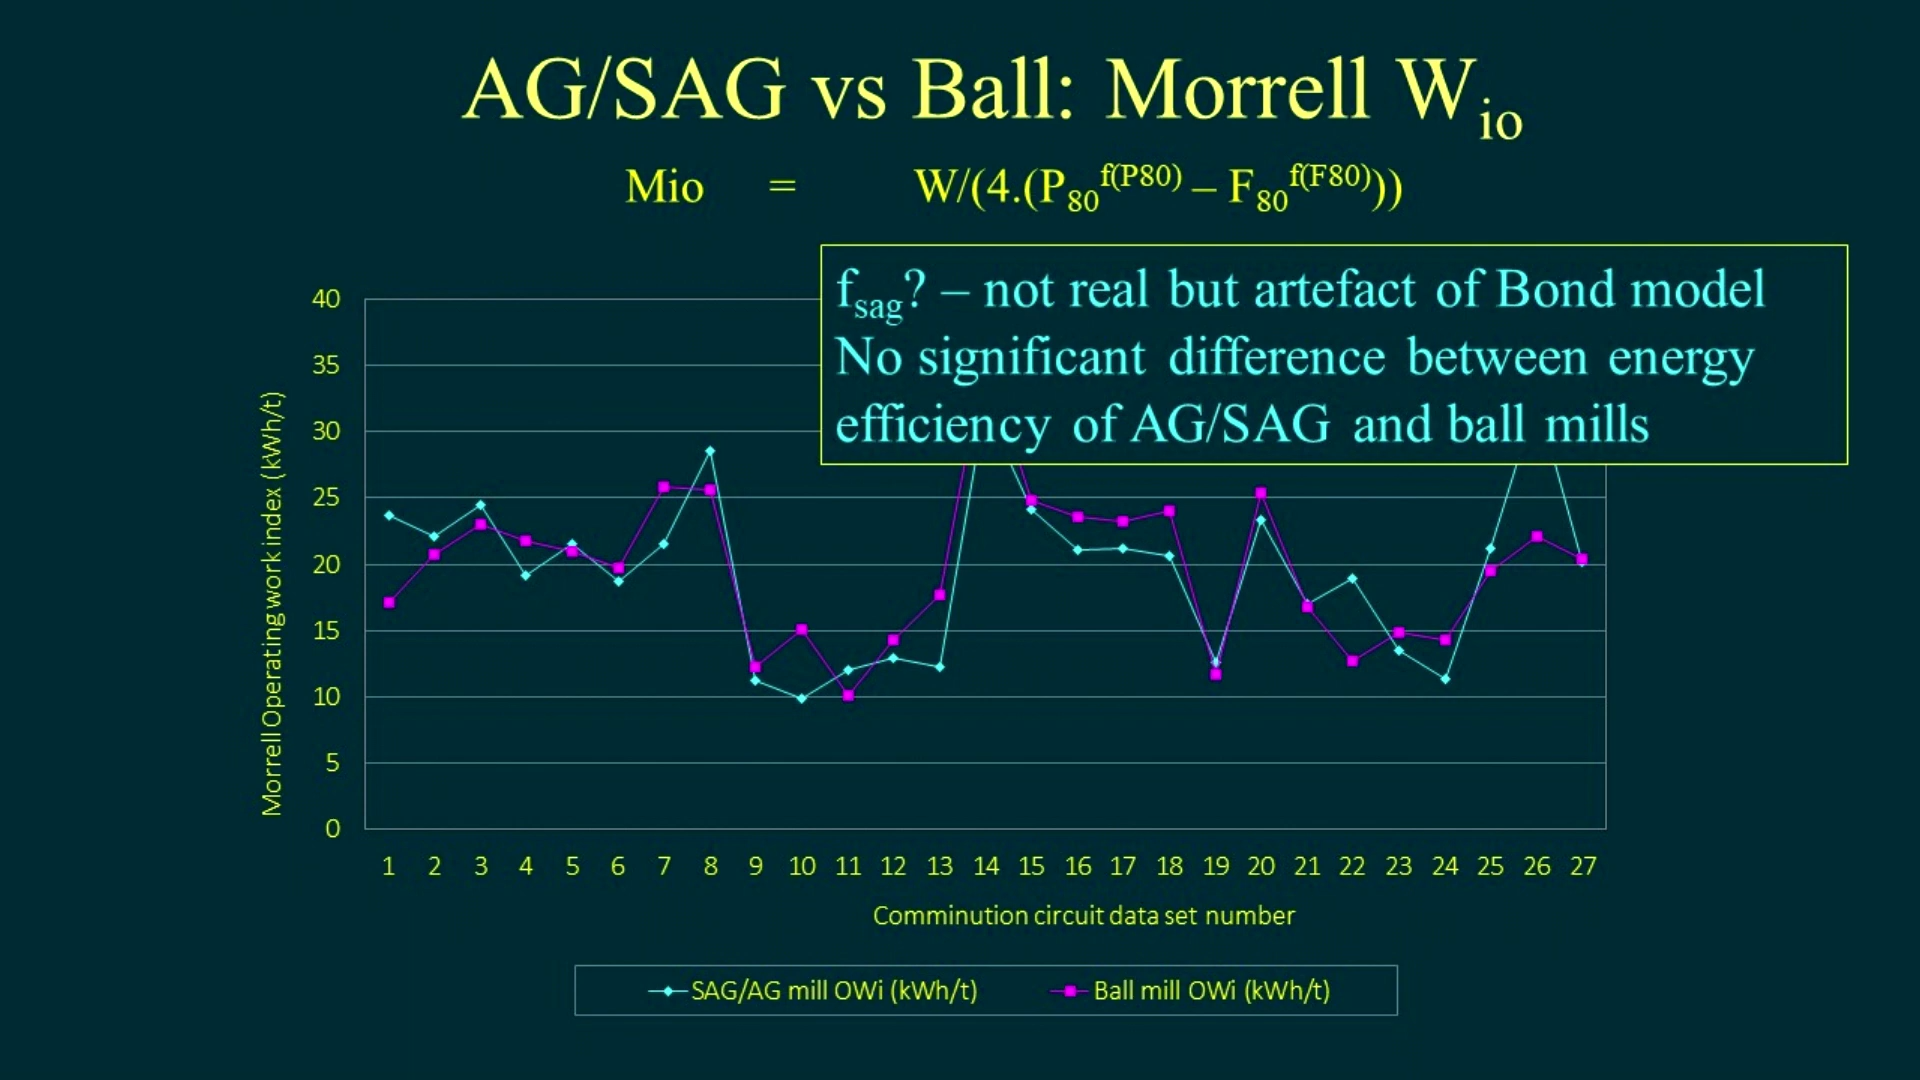 AG/SAG vs Ball: Morrell Wio
Mio = W/(4.(P80f(P80) – F80f(F80)))
fsag? – not real but artefact of Bond model
No significant difference between energy
efficiency of AG/SAG and ball mills
40
35
30
25
20
15
10
5
0
Morrell Operating work index (kWh/t)
1 2 3 4 5 6 7 8 9 10 11 12 13 14 15 16 17 18 19 20 21 22 23 24 25 26 27
Comminution circuit data set number
SAG/AG mill OWi (kWh/t) Ball mill OWi (kWh/t)